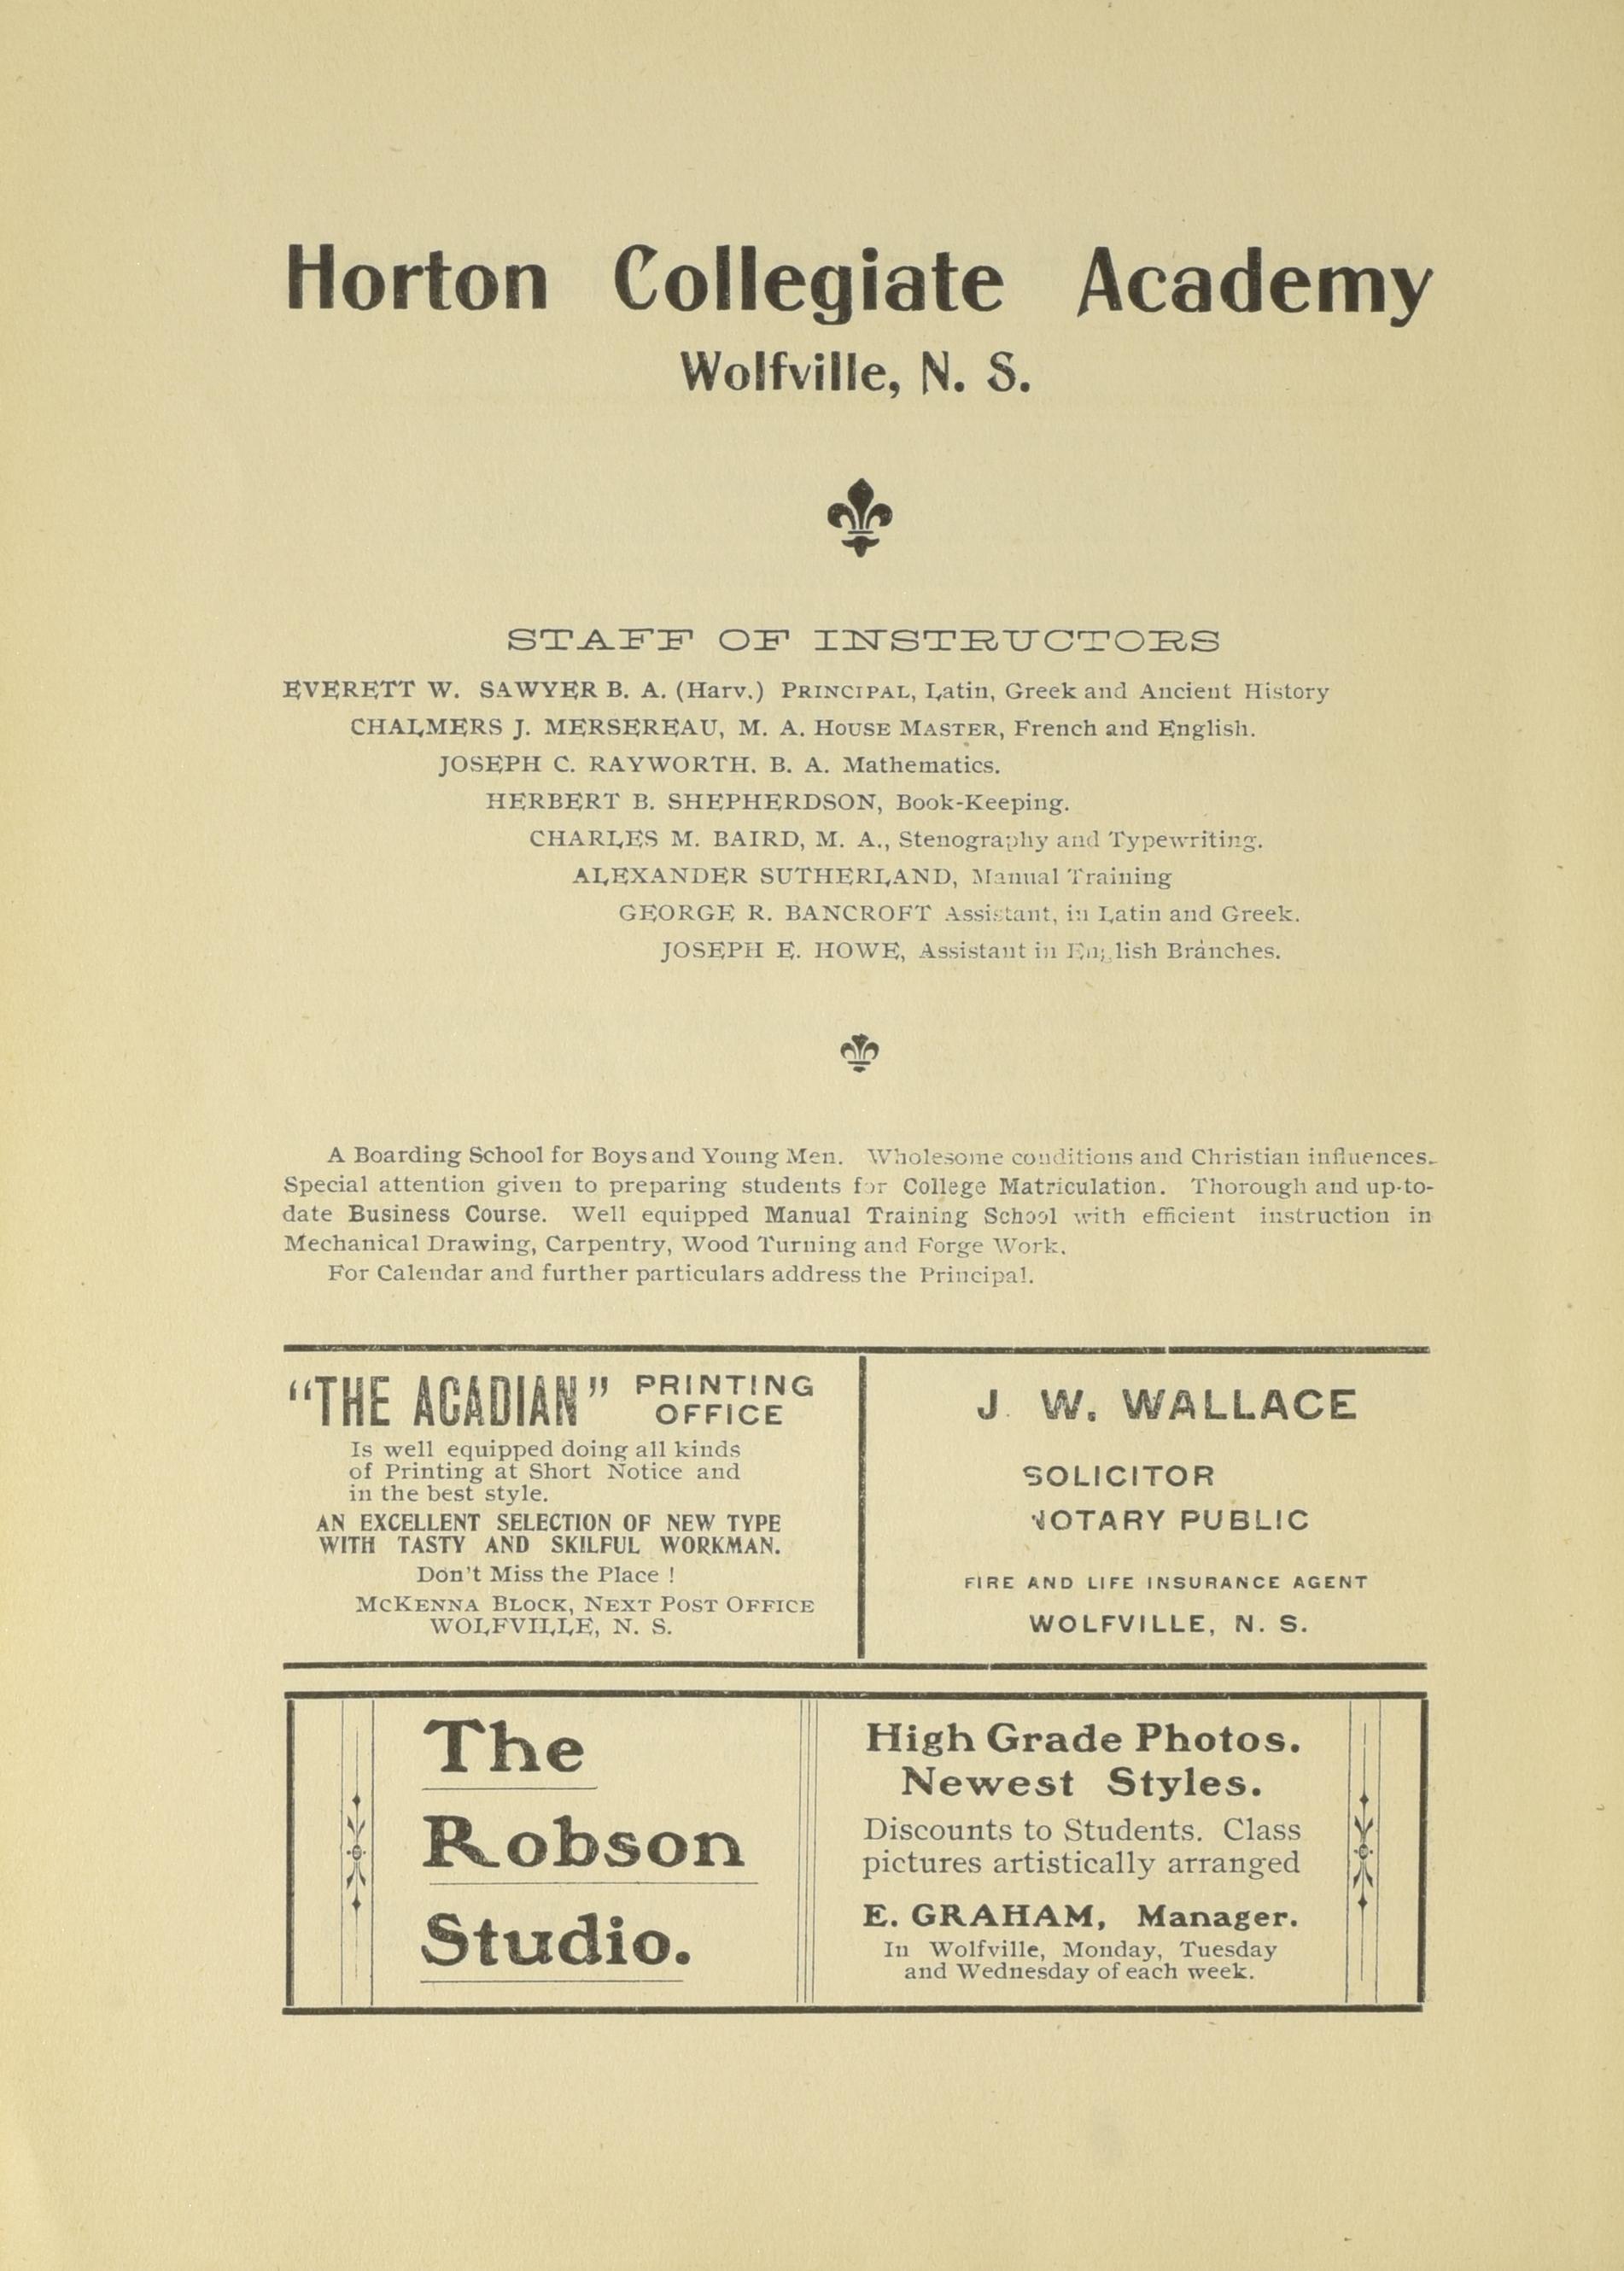 Horton Collegiate Academy
Wolfville, N. S.
STAFF OF INSTRUCTORS
EVERETT W. SAWYER B. A. (Harv.) PRINCIPAL, Latin, Greek and Ancient History
CHALMERS J. MERSEREAU, M. A. HOUSE MASTER, French and English.
JOSEPH C. RAYWORTH. B. A. Mathematics.
HERBERT B. SHEPHERDSON, Book-Keeping.
CHARLES M. BAIRD, M. A., Stenography and Typewriting.
ALEXANDER SUTHERLAND, Manual Training
GEORGE R. BANCROFT Assistant, in Latin and Greek.
JOSEPH E. HOWE, Assistant in English Branches.
A Boarding School for Boys and Young Men. Wholesome conditions and Christian influences.
Special attention given to preparing students for College Matriculation. Thorough and up-to-
date Business Course. Well equipped Manual Training School with efficient instruction in
Mechanical Drawing, Carpentry, Wood Turning and Forge Work.
For Calendar and further particulars address the Principal.
"THE ACADIAN" PRINTING
OFFICE
Is well equipped doing all kinds
of Printing at Short Notice and
in the best style.
AN EXCELLENT SELECTION OF NEW TYPE
WITH TASTY AND SKILFUL WORKMAN.
Don't Miss the Place !
MCKENNA BLOCK, NEXT POST OFFICE
WOLFVILLE, N. S.
J. W. WALLACE
SOLICITOR
NOTARY PUBLIC
FIRE AND LIFE INSURANCE AGENT
WOLFVILLE, N. S.
The
Robson
Studio.
High Grade Photos.
Newest Styles.
Discounts to Students. Class
pictures artistically arranged
E. GRAHAM, Manager.
In Wolfville, Monday, Tuesday
and Wednesday of each week.